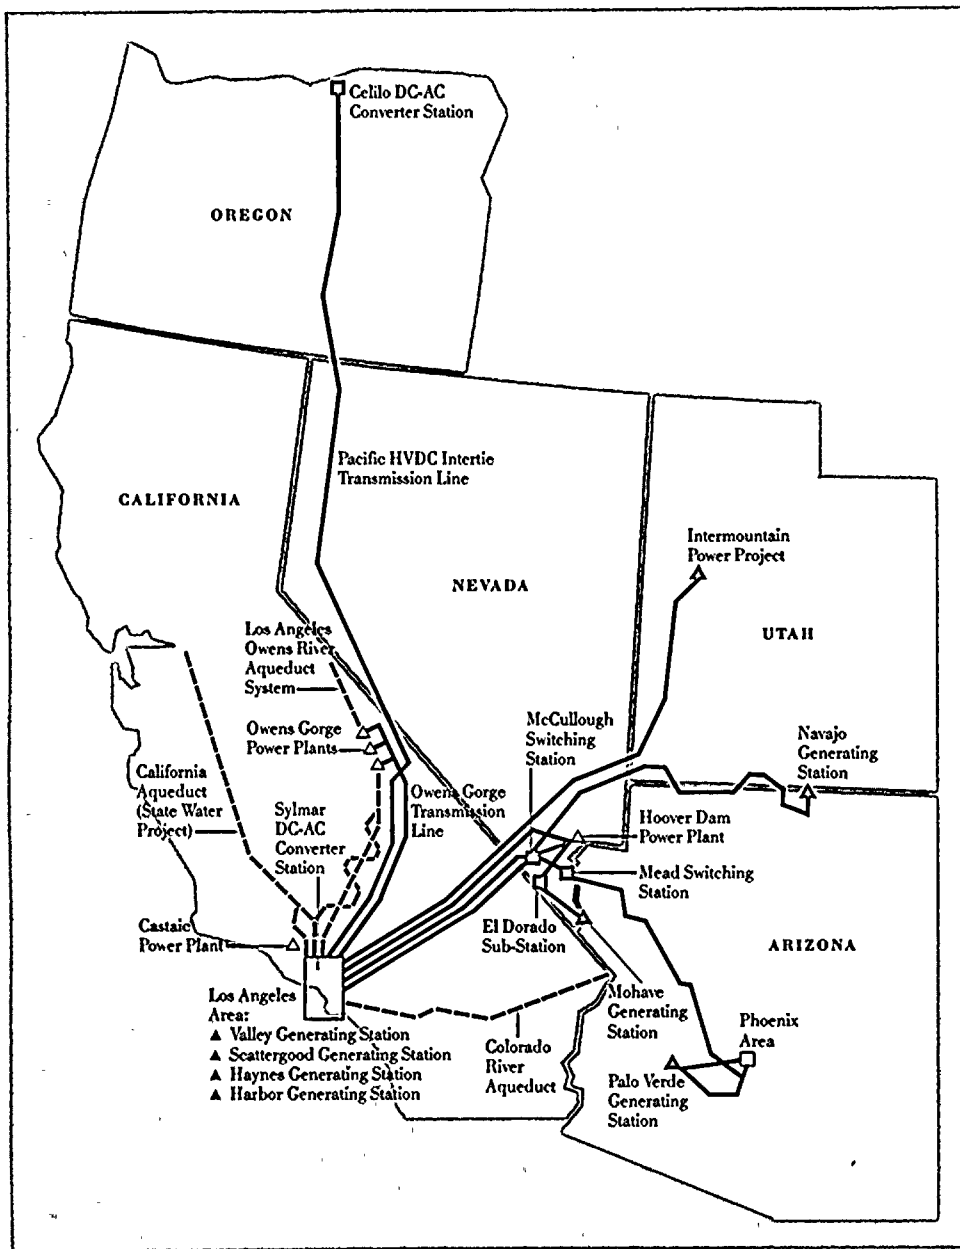 Celilo DC-AC
Converter Station
OREGON
Pacific HVDC Intertie
Transmission Line
CALIFORNIA
NEVADA
Intermountain
Power Project
UTAH
Los Angeles
Owens River
Aqueduct
System
Owens Gorge
Power Plants
McCullough
Switching
Station
Navajo
Generating
Station
California
Aqueduct
(State Water
Project)
Sylmar
DC-AC
Converter
Station
Owens Gorge
Transmission
Line
Hoover Dam
Power Plant
Mead Switching
Station
Castaic
Power Plant
El Dorado
Sub-Station
ARIZONA
Los Angeles
Area:
▲ Valley Generating Station
▲ Scattergood Generating Station
▲ Haynes Generating Station
▲ Harbor Generating Station
Colorado
River
Aqueduct
Mohave
Generating
Station
Phoenix
Area
Palo Verde
Generating
Station